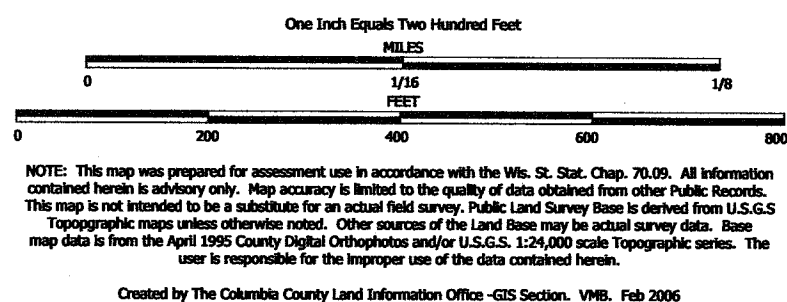 One Inch Equals Two Hundred Feet
MILES
0 1/16 1/8
FEET
0 200 400 600 800
NOTE: This map was prepared for assessment use in accordance with the Wis. St. Stat. Chap. 70.09. All information
contained herein is advisory only. Map accuracy is limited to the quality of data obtained from other Public Records.
This map is not intended to be a substitute for an actual field survey. Public Land Survey Base is derived from U.S.G.S
Topopgraphic maps unless otherwise noted. Other sources of the Land Base may be actual survey data. Base
map data is from the April 1995 County Digital Orthophotos and/or U.S.G.S. 1:24,000 scale Topographic series. The
user is responsible for the improper use of the data contained herein.
Created by The Columbia County Land Information Office -GIS Section. VMB. Feb 2006